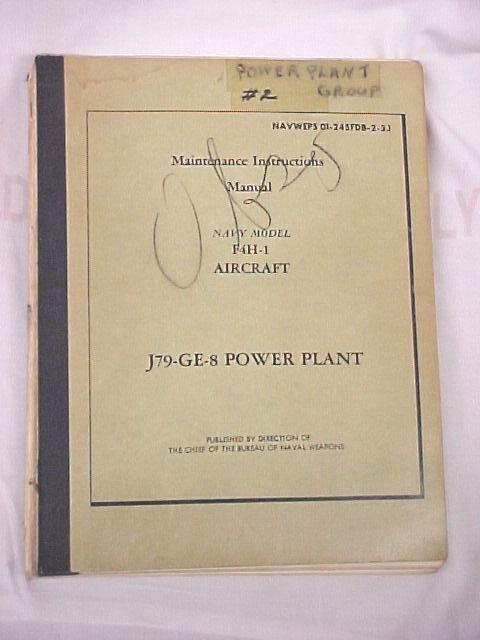 POWER PLANT
#2 GROUP
NAVWEPS 01-245FDB-2-3.1
Maintenance Instructions
Manual
NAVY MODEL
F4H-1
AIRCRAFT
J79-GE-8 POWER PLANT
PUBLISHED BY DIRECTION OF
THE CHIEF OF THE BUREAU OF NAVAL WEAPONS